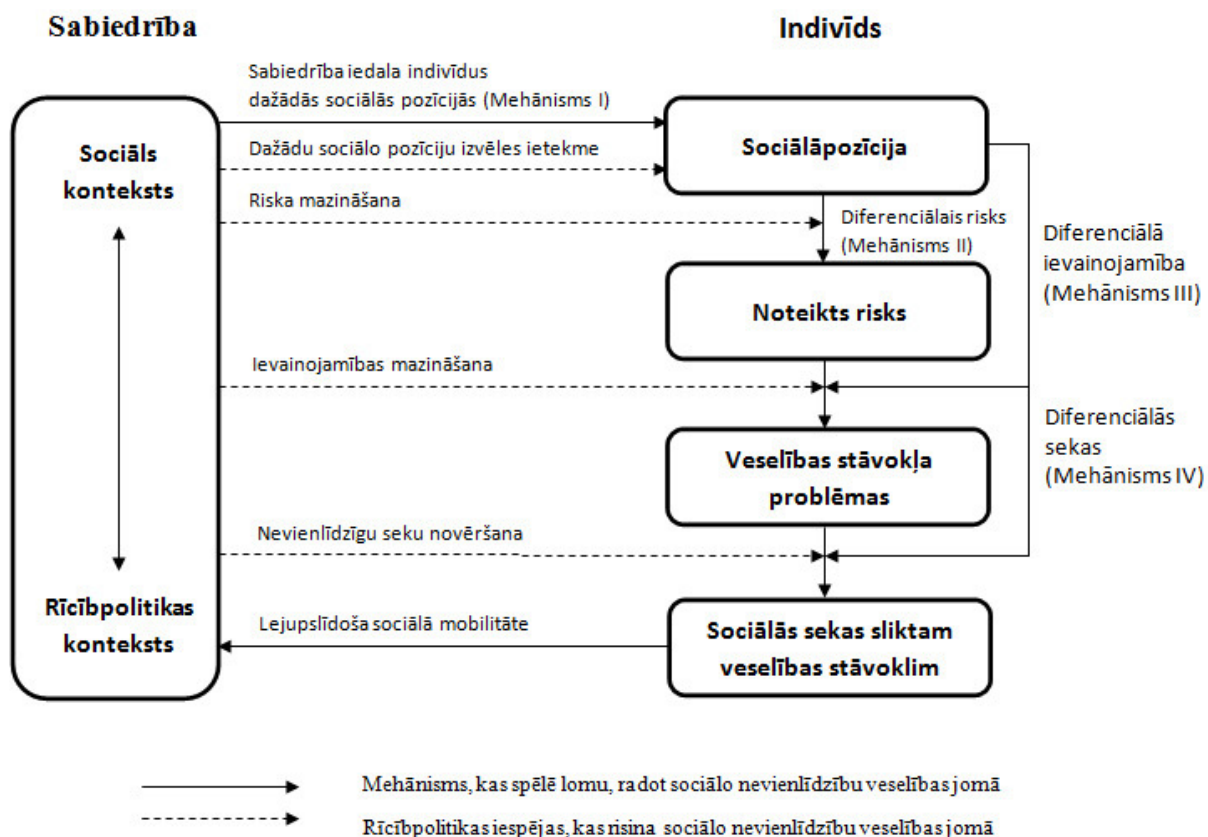 Sabiedrība
Indivīds
Sabiedrība iedala indivīdus
dažādās sociālās pozīcijās (Mehānisms I)
Sociāls
konteksts
Dažādu sociālo pozīciju izvēles ietekme
Sociālāpozīcija
Riska mazināšana
Diferenciālais risks
(Mehānisms II)
Diferenciālā
ievainojamība
(Mehānisms III)
Noteikts risks
Ievainojamības mazināšana
Diferenciālās
sekas
(Mehānisms IV)
Veselības stāvokļa
problēmas
Nevienlīdzīgu seku novēršana
Rīcībpolitikas
konteksts
Lejupslīdoša sociālā mobilitāte
Sociālās sekas sliktam
veselības stāvoklim
Mehānisms, kas spēlē lomu, radot sociālo nevienlīdzību veselības jomā
Rīcībpolitikas iespējas, kas risina sociālo nevienlīdzību veselības jomā